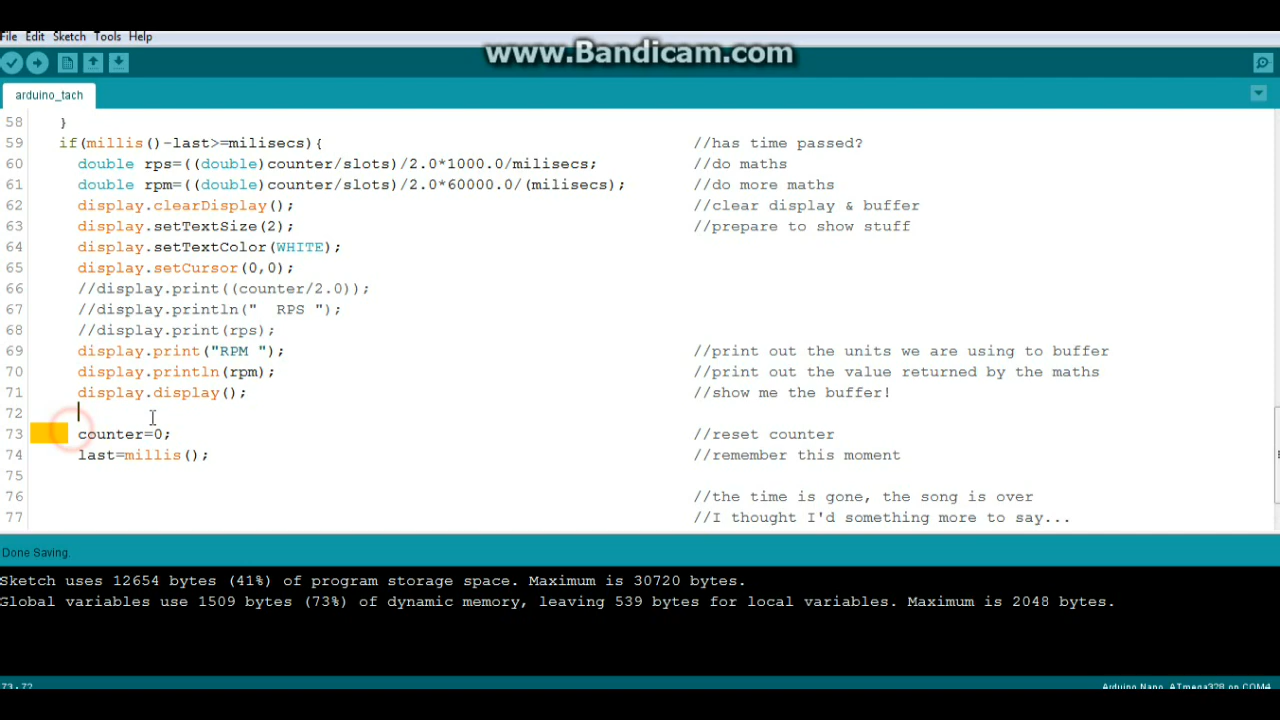 File Edit Sketch Tools Help
www.Bandicam.com
arduino_tach
58 }
59 if(millis()-last>=milisecs){ //has time passed?
60 double rps=((double)counter/slots)/2.0*1000.0/milisecs; //do maths
61 double rpm=((double)counter/slots)/2.0*60000.0/(milisecs); //do more maths
62 display.clearDisplay(); //clear display & buffer
63 display.setTextSize(2); //prepare to show stuff
64 display.setTextColor(WHITE);
65 display.setCursor(0,0);
66 //display.print((counter/2.0));
67 //display.println("  RPS ");
68 //display.print(rps);
69 display.print("RPM "); //print out the units we are using to buffer
70 display.println(rpm); //print out the value returned by the maths
71 display.display(); //show me the buffer!
72
73 counter=0; //reset counter
74 last=millis(); //remember this moment
75
76 //the time is gone, the song is over
77 //I thought I'd something more to say...
Done Saving.
Sketch uses 12654 bytes (41%) of program storage space. Maximum is 30720 bytes.
Global variables use 1509 bytes (73%) of dynamic memory, leaving 539 bytes for local variables. Maximum is 2048 bytes.
Arduino Nano, ATmega328 on COM4